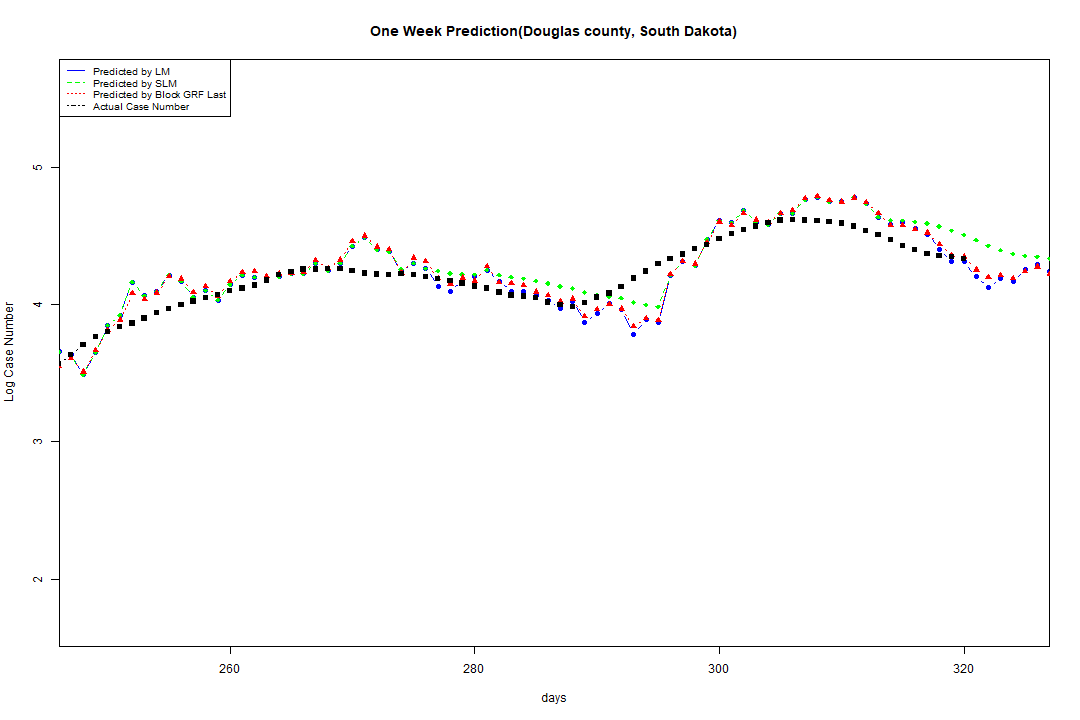 One Week Prediction(Douglas county, South Dakota)
Predicted by LM
Predicted by SLM
Predicted by Block GRF Last
Actual Case Number
5
4
3
2
Log Case Number
260 280 300 320
days